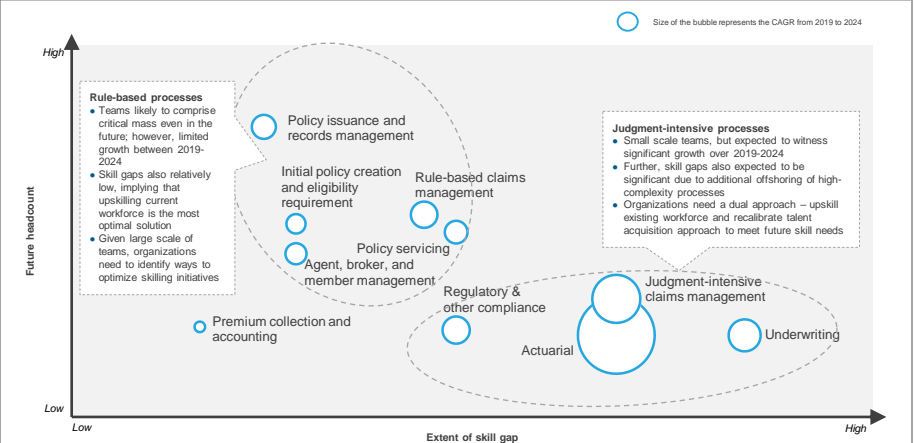 Size of the bubble represents the CAGR from 2019 to 2024
High
Rule-based processes
● Teams likely to comprise
critical mass even in the
future; however, limited
growth between 2019-
2024
● Skill gaps also relatively
low, implying that
upskilling current
workforce is the most
optimal solution
● Given large scale of
teams, organizations
need to identify ways to
optimize skilling initiatives
Policy issuance and
records management
Initial policy creation
and eligibility
requirement
Rule-based claims
management
Policy servicing
Agent, broker, and
member management
Judgment-intensive processes
● Small scale teams, but expected to witness
significant growth over 2019-2024
● Further, skill gaps also expected to be
significant due to additional offshoring of high-
complexity processes
● Organizations need a dual approach – upskill
existing workforce and recalibrate talent
acquisition approach to meet future skill needs
Future headcount
Premium collection and
accounting
Regulatory &
other compliance
Judgment-intensive
claims management
Actuarial
Underwriting
Low
Low
High
Extent of skill gap